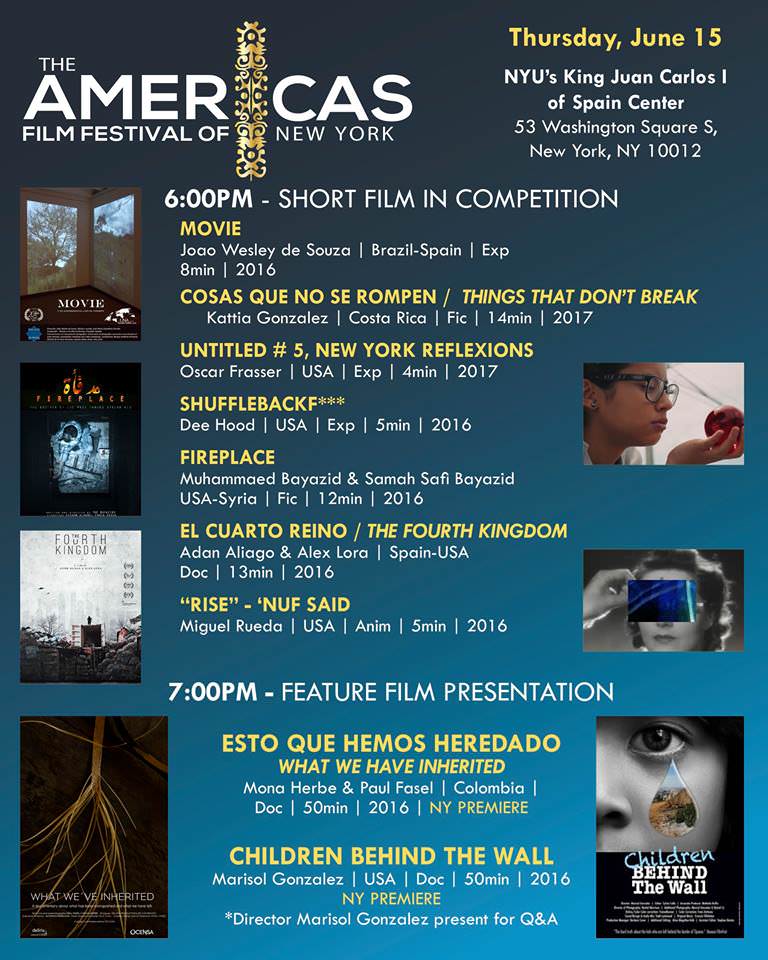 THE
AMERICAS
FILM FESTIVAL OF NEW YORK
Thursday, June 15
NYU's King Juan Carlos I
of Spain Center
53 Washington Square S,
New York, NY 10012
6:00PM - SHORT FILM IN COMPETITION
MOVIE
Joao Wesley de Souza | Brazil-Spain | Exp
8min | 2016
COSAS QUE NO SE ROMPEN / THINGS THAT DON'T BREAK
Kattia Gonzalez | Costa Rica | Fic | 14min | 2017
UNTITLED # 5, NEW YORK REFLEXIONS
Oscar Frasser | USA | Exp | 4min | 2017
SHUFFLEBACKF***
Dee Hood | USA | Exp | 5min | 2016
FIREPLACE
Muhammaed Bayazid & Samah Safi Bayazid
USA-Syria | Fic | 12min | 2016
EL CUARTO REINO / THE FOURTH KINGDOM
Adan Aliago & Alex Lora | Spain-USA
Doc | 13min | 2016
"RISE" - 'NUF SAID
Miguel Rueda | USA | Anim | 5min | 2016
MOVIE
مدفأة
FIREPLACE
THE
FOURTH
KINGDOM
7:00PM - FEATURE FILM PRESENTATION
ESTO QUE HEMOS HEREDADO
WHAT WE HAVE INHERITED
Mona Herbe & Paul Fasel | Colombia |
Doc | 50min | 2016 | NY PREMIERE
CHILDREN BEHIND THE WALL
Marisol Gonzalez | USA | Doc | 50min | 2016
NY PREMIERE
*Director Marisol Gonzalez present for Q&A
WHAT WE'VE INHERITED
OCENSA
Children
BEHIND
The Wall